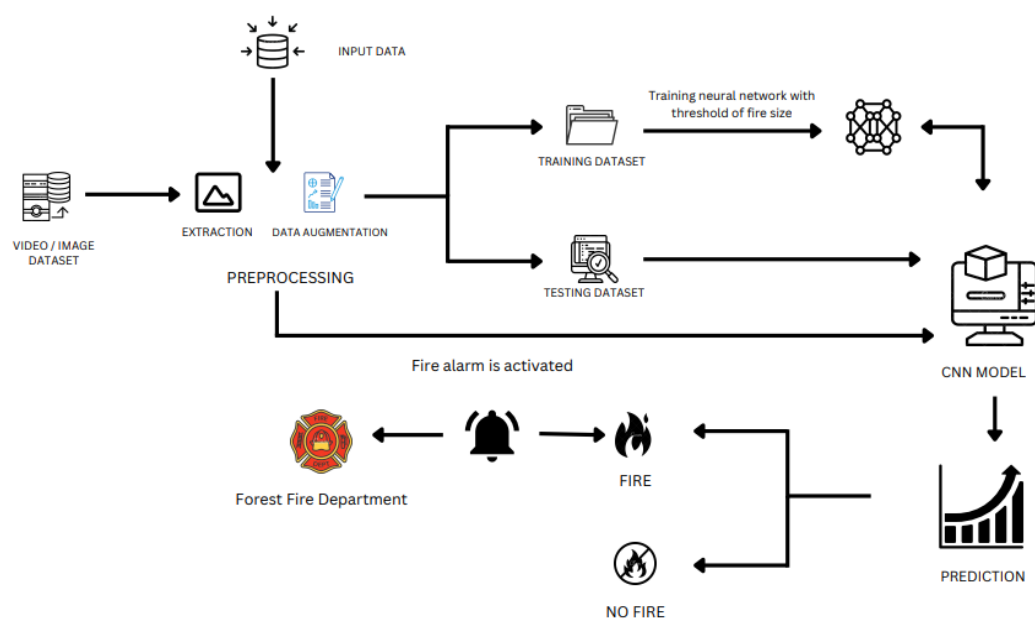 INPUT DATA
Training neural network with
threshold of fire size
TRAINING DATASET
EXTRACTION
DATA AUGMENTATION
VIDEO / IMAGE
DATASET
PREPROCESSING
TESTING DATASET
Fire alarm is activated
CNN MODEL
FIRE
Forest Fire Department
PREDICTION
NO FIRE